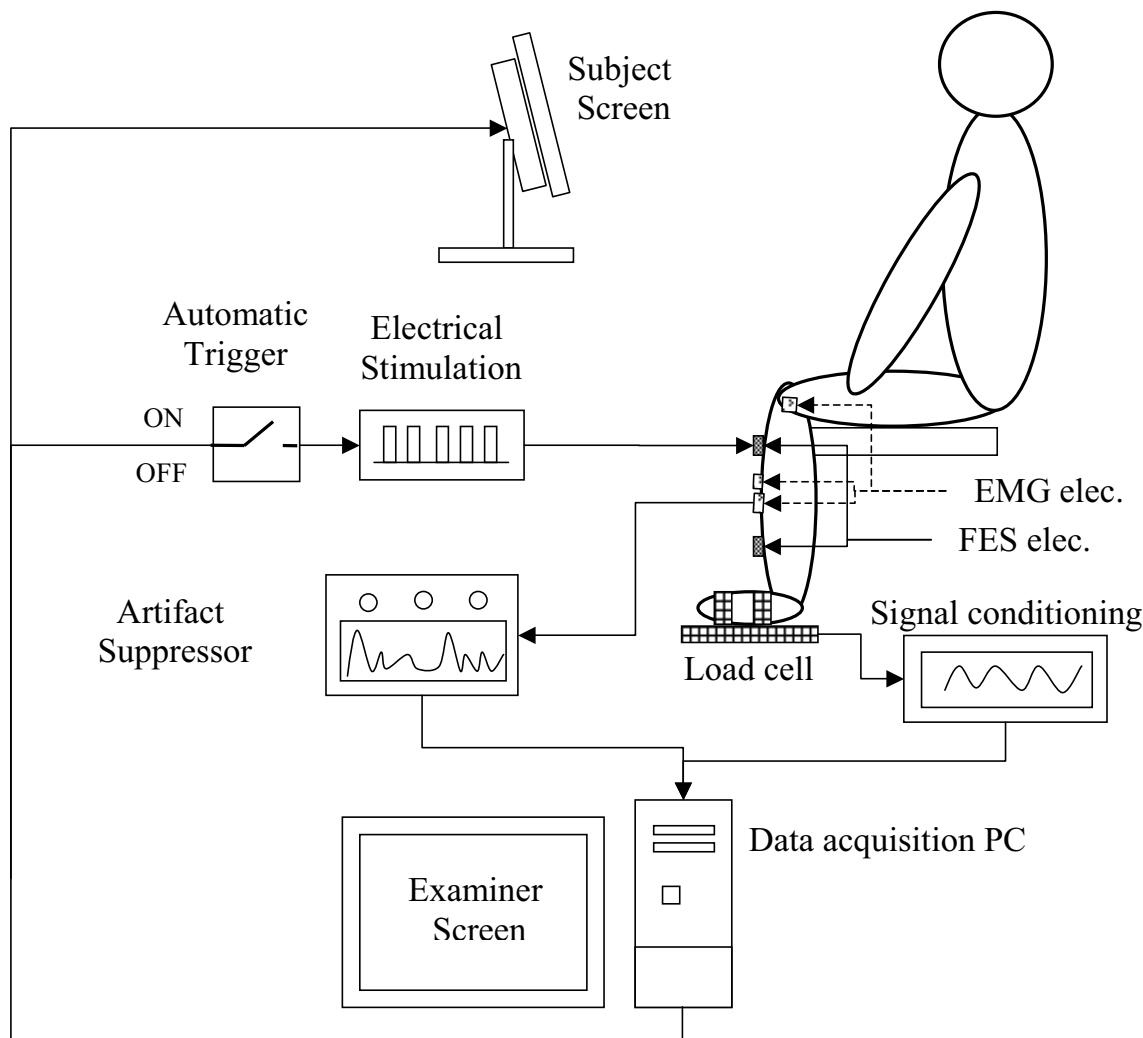 Subject
Screen
Automatic
Trigger
Electrical
Stimulation
ON
OFF
EMG elec.
FES elec.
Artifact
Suppressor
Signal conditioning
Load cell
Data acquisition PC
Examiner
Screen